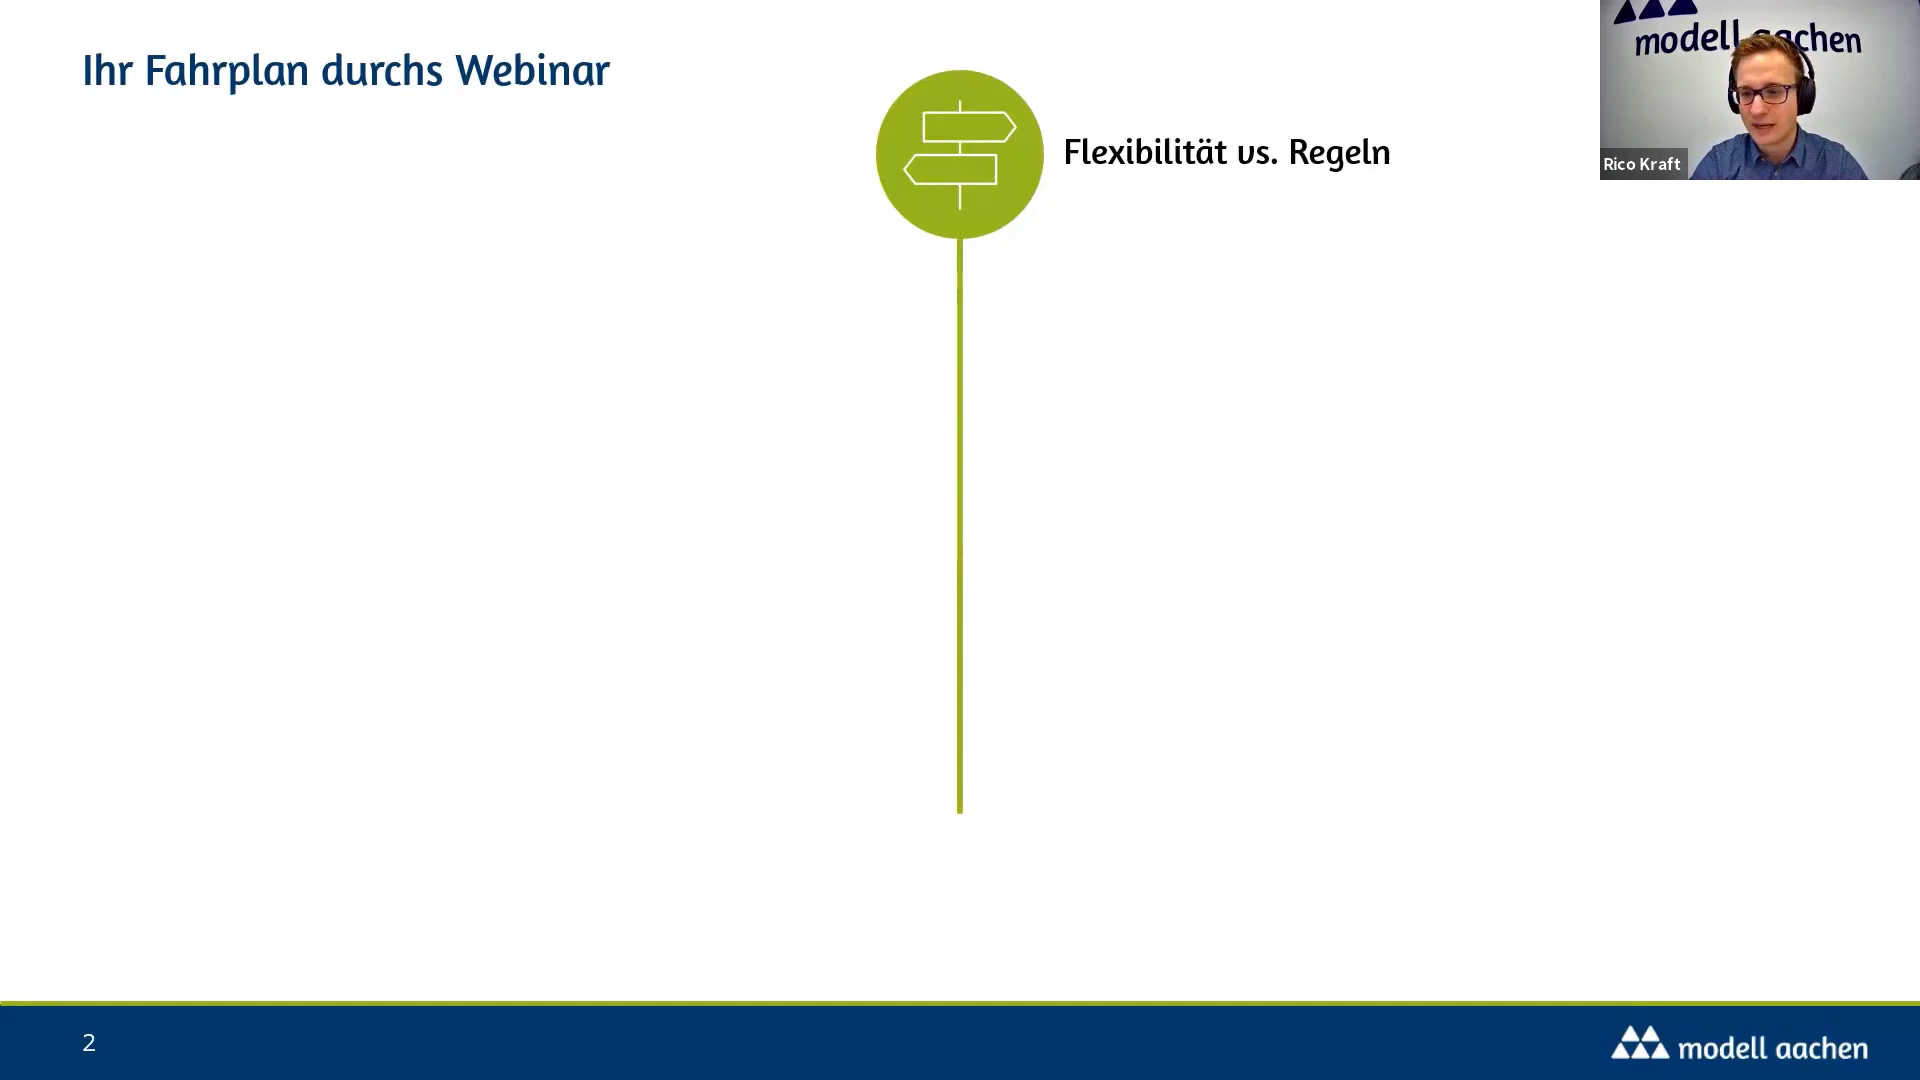 Ihr Fahrplan durchs Webinar
Flexibilität vs. Regeln
modell aachen
Rico Kraft
2
modell aachen